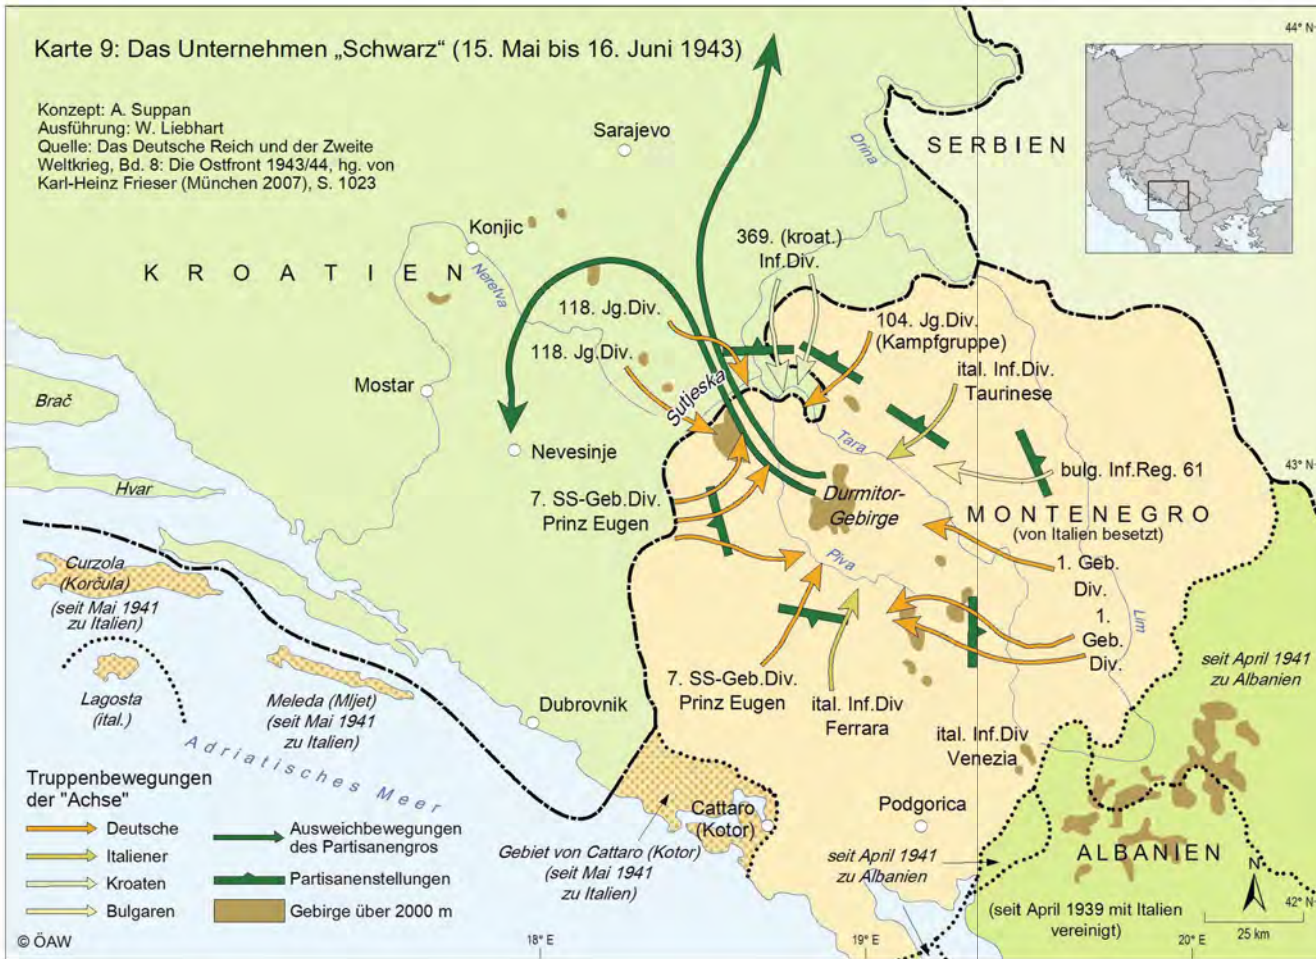 Karte 9: Das Unternehmen „Schwarz“ (15. Mai bis 16. Juni 1943)
44° N
Konzept: A. Suppan
Ausführung: W. Liebhart
Quelle: Das Deutsche Reich und der Zweite
Weltkrieg, Bd. 8: Die Ostfront 1943/44, hg. von
Karl-Heinz Frieser (München 2007), S. 1023
Sarajevo
Drina
SERBIEN
Konjic
KROATIEN
Neretva
369. (kroat.)
Inf.Div.
118. Jg.Div.
104. Jg.Div.
(Kampfgruppe)
118. Jg.Div.
ital. Inf.Div.
Taurinese
Sutjeska
Mostar
Brač
Tara
Nevesinje
bulg. Inf.Reg. 61
43° N
Hvar
7. SS-Geb.Div.
Prinz Eugen
Durmitor-
Gebirge
MONTENEGRO
(von Italien besetzt)
Piva
1. Geb.
Div.
Curzola
(Korčula)
(seit Mai 1941
zu Italien)
1.
Geb.
Div.
Lim
seit April 1941
zu Albanien
Lagosta
(ital.)
Meleda (Mljet)
(seit Mai 1941
zu Italien)
Dubrovnik
7. SS-Geb.Div.
Prinz Eugen
ital. Inf.Div
Ferrara
ital. Inf.Div
Venezia
Adriatisches Meer
Truppenbewegungen
der "Achse"
Deutsche
Italiener
Kroaten
Bulgaren
Ausweichbewegungen
des Partisanengros
Partisanenstellungen
Gebirge über 2000 m
Cattaro
(Kotor)
Podgorica
Gebiet von Cattaro (Kotor)
(seit Mai 1941
zu Italien)
seit April 1941
zu Albanien
ALBANIEN
(seit April 1939 mit Italien
vereinigt)
N
42° N
25 km
© ÖAW
18° E
19° E
20° E